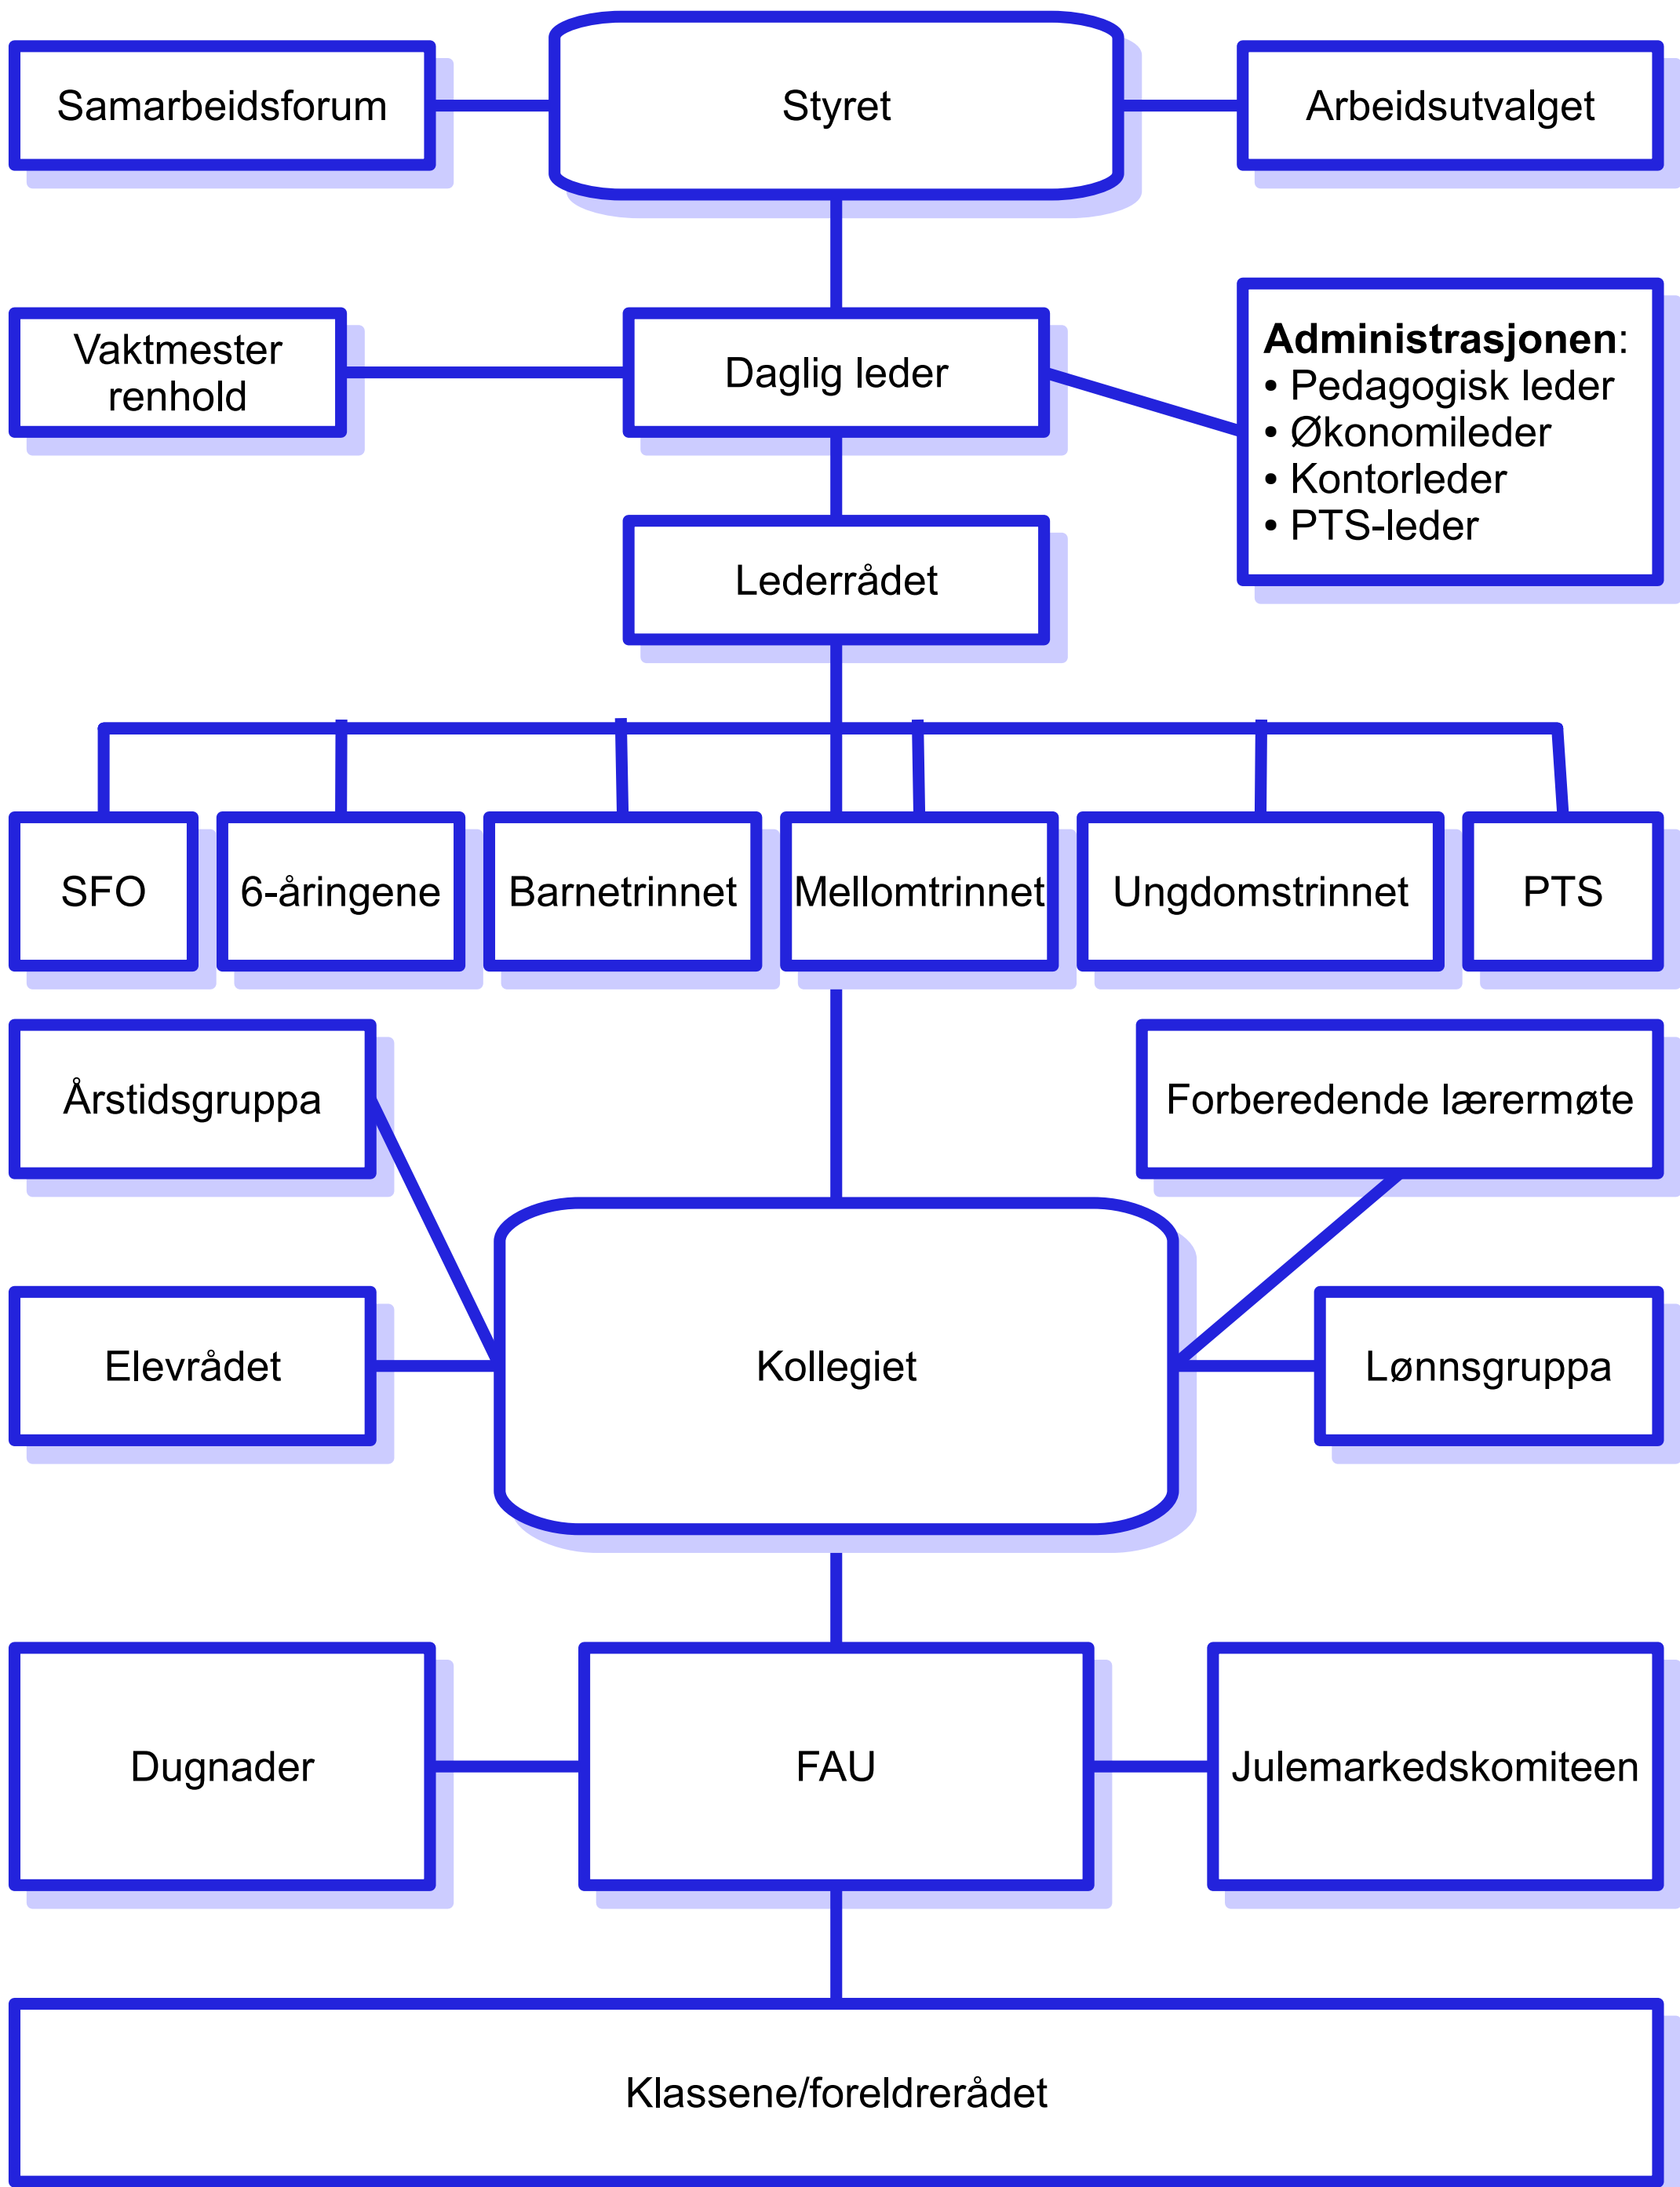 Samarbeidsforum
Styret
Arbeidsutvalget
Vaktmester
renhold
Daglig leder
Administrasjonen:
• Pedagogisk leder
• Økonomileder
• Kontorleder
• PTS-leder
Lederrådet
SFO
6-åringene
Barnetrinnet
Mellomtrinnet
Ungdomstrinnet
PTS
Årstidsgruppa
Forberedende lærermøte
Elevrådet
Kollegiet
Lønnsgruppa
Dugnader
FAU
Julemarkedskomiteen
Klassene/foreldrerådet